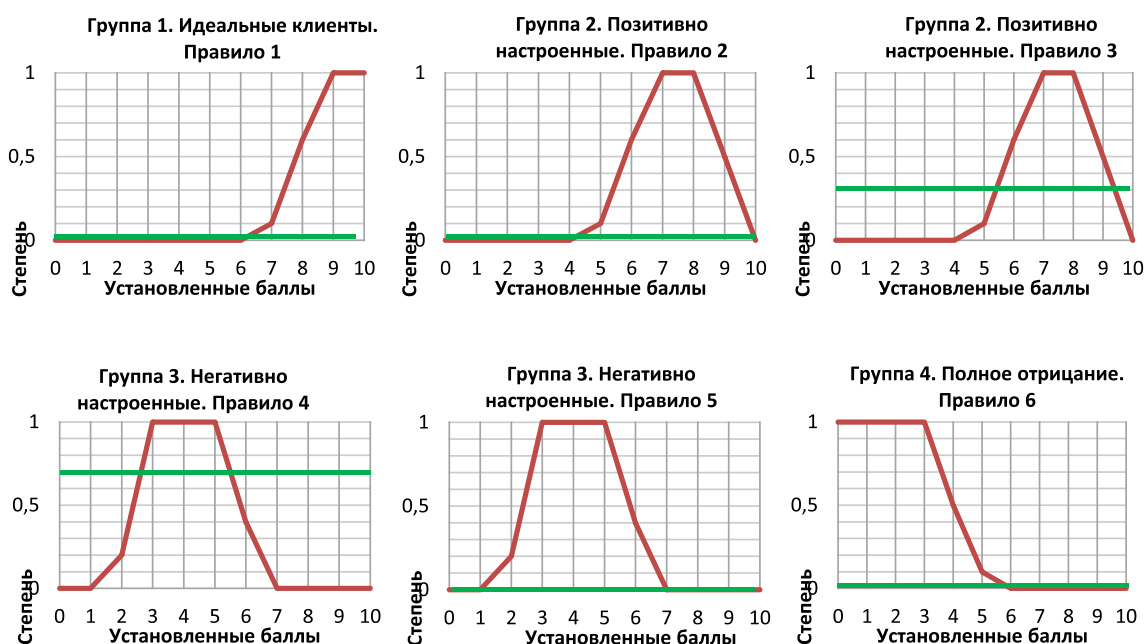 Группа 1. Идеальные клиенты.
Правило 1
1
0,5
0
Степень
0 1 2 3 4 5 6 7 8 9 10
Установленные баллы
Группа 2. Позитивно
настроенные. Правило 2
1
0,5
0
Степень
0 1 2 3 4 5 6 7 8 9 10
Установленные баллы
Группа 2. Позитивно
настроенные. Правило 3
1
0,5
0
Степень
0 1 2 3 4 5 6 7 8 9 10
Установленные баллы
Группа 3. Негативно
настроенные. Правило 4
1
0,5
0
Степень
0 1 2 3 4 5 6 7 8 9 10
Установленные баллы
Группа 3. Негативно
настроенные. Правило 5
1
0,5
0
Степень
0 1 2 3 4 5 6 7 8 9 10
Установленные баллы
Группа 4. Полное отрицание.
Правило 6
1
0,5
0
Степень
0 1 2 3 4 5 6 7 8 9 10
Установленные баллы